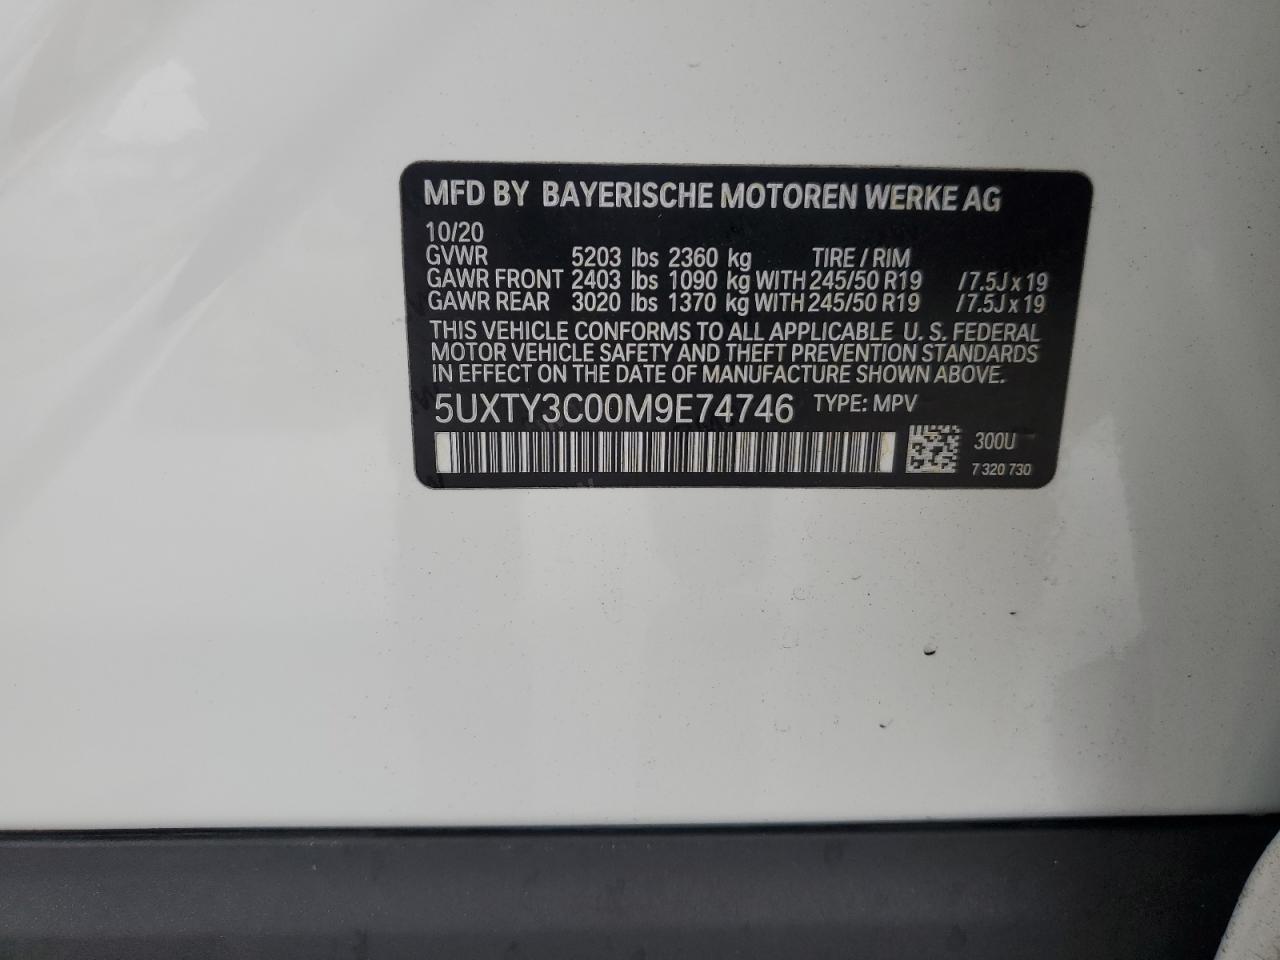 MFD BY BAYERISCHE MOTOREN WERKE AG
10/20
GVWR 5203 lbs 2360 kg TIRE / RIM
GAWR FRONT 2403 lbs 1090 kg WITH 245/50 R19 /7.5J x 19
GAWR REAR 3020 lbs 1370 kg WITH 245/50 R19 /7.5J x 19
THIS VEHICLE CONFORMS TO ALL APPLICABLE U. S. FEDERAL
MOTOR VEHICLE SAFETY AND THEFT PREVENTION STANDARDS
IN EFFECT ON THE DATE OF MANUFACTURE SHOWN ABOVE.
5UXTY3C00M9E74746 TYPE: MPV
300U
7 320 730